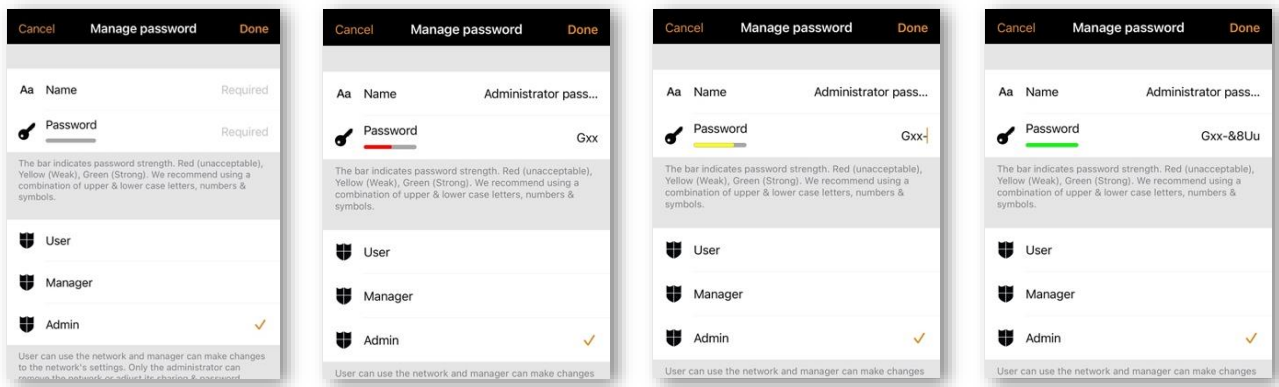 Cancel Manage password Done
Aa Name Required
Password Required
The bar indicates password strength. Red (unacceptable),
Yellow (Weak), Green (Strong). We recommend using a
combination of upper & lower case letters, numbers &
symbols.
User
Manager
Admin
User can use the network and manager can make changes
to the network's settings. Only the administrator can
remove the network or adjust its sharing & password
Cancel Manage password Done
Aa Name Administrator pass...
Password Gxx
The bar indicates password strength. Red (unacceptable),
Yellow (Weak), Green (Strong). We recommend using a
combination of upper & lower case letters, numbers &
symbols.
User
Manager
Admin
User can use the network and manager can make changes
Cancel Manage password Done
Aa Name Administrator pass...
Password Gxx-
The bar indicates password strength. Red (unacceptable),
Yellow (Weak), Green (Strong). We recommend using a
combination of upper & lower case letters, numbers &
symbols.
User
Manager
Admin
User can use the network and manager can make changes
Cancel Manage password Done
Aa Name Administrator pass...
Password Gxx-&8Uu
The bar indicates password strength. Red (unacceptable),
Yellow (Weak), Green (Strong). We recommend using a
combination of upper & lower case letters, numbers &
symbols.
User
Manager
Admin
User can use the network and manager can make changes